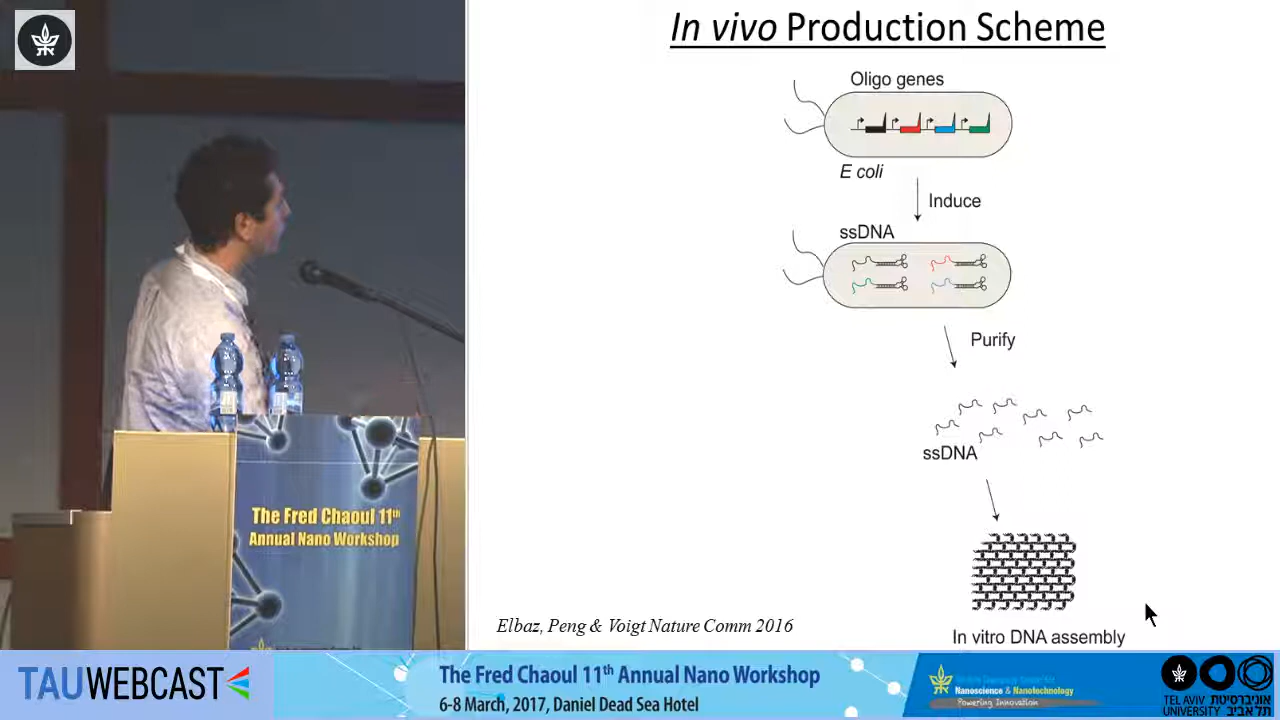 In vivo Production Scheme
Oligo genes
E coli
Induce
ssDNA
Purify
ssDNA
In vitro DNA assembly
Elbaz, Peng & Voigt Nature Comm 2016
The Fred Chaoul 11th
Annual Nano Workshop
TAUWEBCAST
The Fred Chaoul 11th Annual Nano Workshop
6-8 March, 2017, Daniel Dead Sea Hotel
Nanoscience & Nanotechnology
Powering Innovation
TEL AVIV אוניברסיטת
UNIVERSITY תל אביב